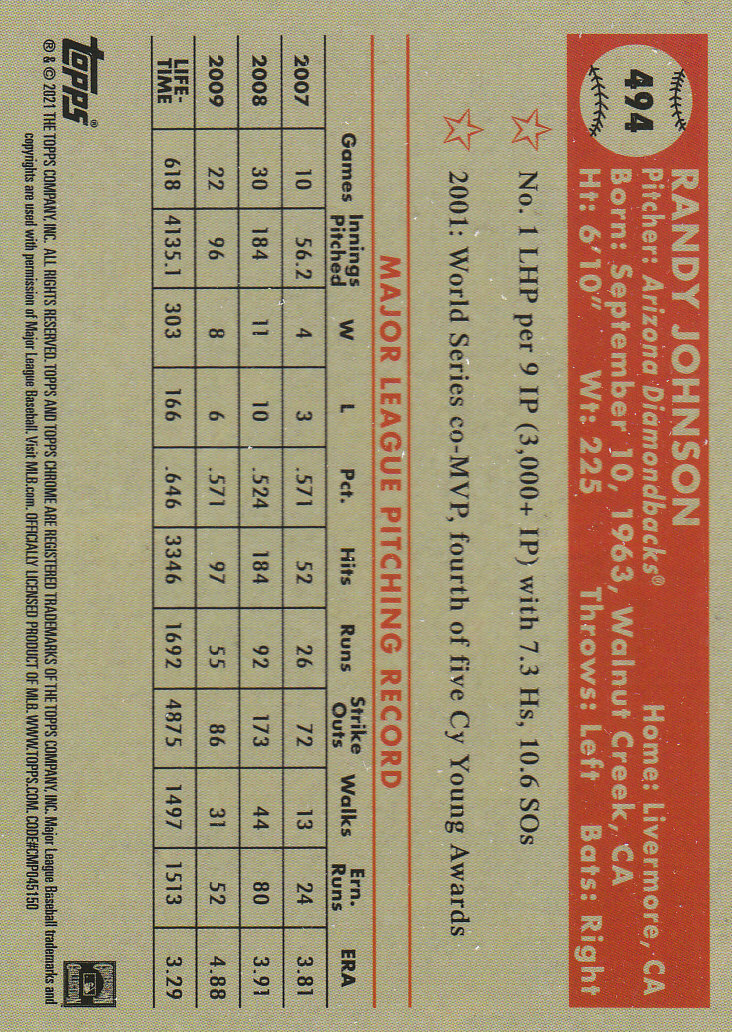 494
RANDY JOHNSON
Pitcher: Arizona Diamondbacks® Home: Livermore, CA
Born: September 10, 1963, Walnut Creek, CA
Ht: 6'10" Wt: 225 Throws: Left Bats: Right
No. 1 LHP per 9 IP (3,000+ IP) with 7.3 Hs, 10.6 SOs
2001: World Series co-MVP, fourth of five Cy Young Awards
MAJOR LEAGUE PITCHING RECORD
Games Innings Pitched W L Pct. Hits Runs Strike Outs Walks Ern. Runs ERA
2007 10 56.2 4 3 .571 52 26 72 13 24 3.81
2008 30 184 11 10 .524 184 92 173 44 80 3.91
2009 22 96 8 6 .571 97 55 86 31 52 4.88
LIFE-TIME 618 4135.1 303 166 .646 3346 1692 4875 1497 1513 3.29
topps®
® & © 2021 THE TOPPS COMPANY, INC. ALL RIGHTS RESERVED. TOPPS AND TOPPS CHROME ARE REGISTERED TRADEMARKS OF THE TOPPS COMPANY, INC. Major League Baseball trademarks and
copyrights are used with permission of Major League Baseball. Visit MLB.com. OFFICIALLY LICENSED PRODUCT OF MLB. WWW.TOPPS.COM. CODE#CMP045150